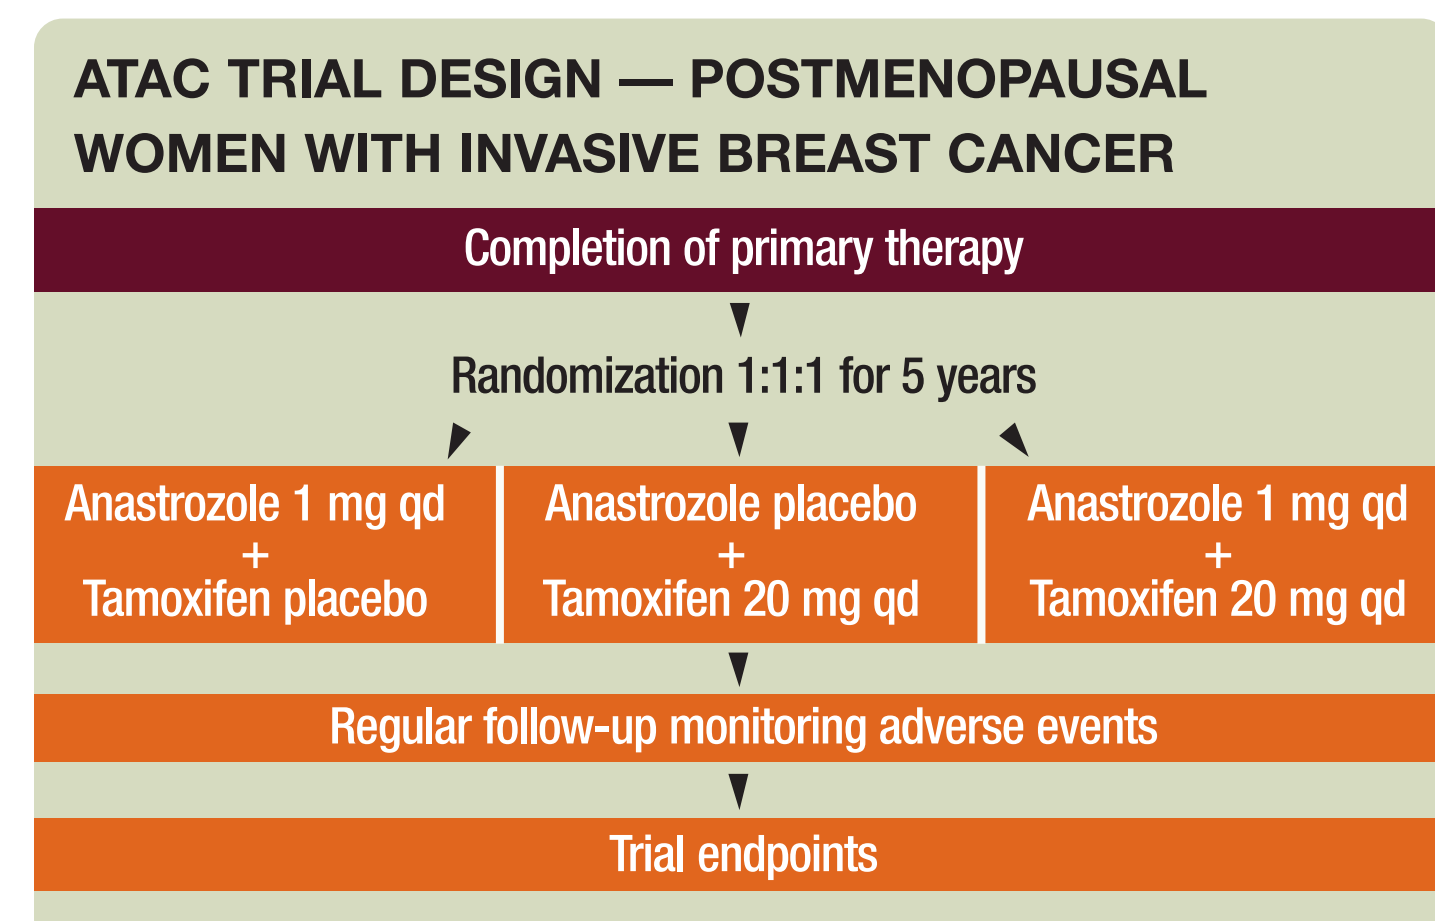 ATAC TRIAL DESIGN — POSTMENOPAUSAL
WOMEN WITH INVASIVE BREAST CANCER
Completion of primary therapy
Randomization 1:1:1 for 5 years
Anastrozole 1 mg qd
+
Tamoxifen placebo
Anastrozole placebo
+
Tamoxifen 20 mg qd
Anastrozole 1 mg qd
+
Tamoxifen 20 mg qd
Regular follow-up monitoring adverse events
Trial endpoints